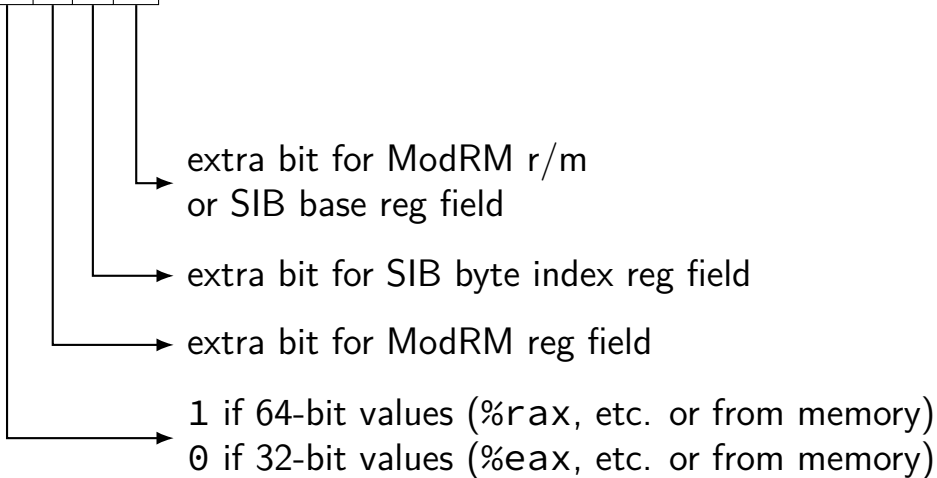 extra bit for ModRM r/m
or SIB base reg field
extra bit for SIB byte index reg field
extra bit for ModRM reg field
1 if 64-bit values (%rax, etc. or from memory)
0 if 32-bit values (%eax, etc. or from memory)